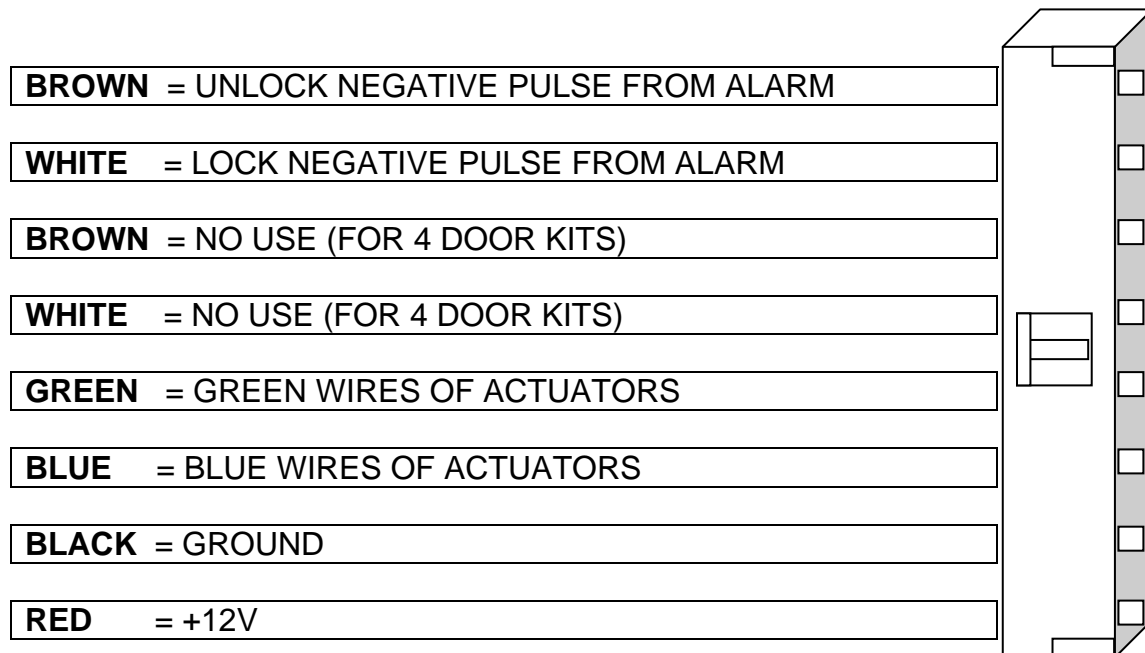 BROWN = UNLOCK NEGATIVE PULSE FROM ALARM
WHITE = LOCK NEGATIVE PULSE FROM ALARM
BROWN = NO USE (FOR 4 DOOR KITS)
WHITE = NO USE (FOR 4 DOOR KITS)
GREEN = GREEN WIRES OF ACTUATORS
BLUE = BLUE WIRES OF ACTUATORS
BLACK = GROUND
RED = +12V